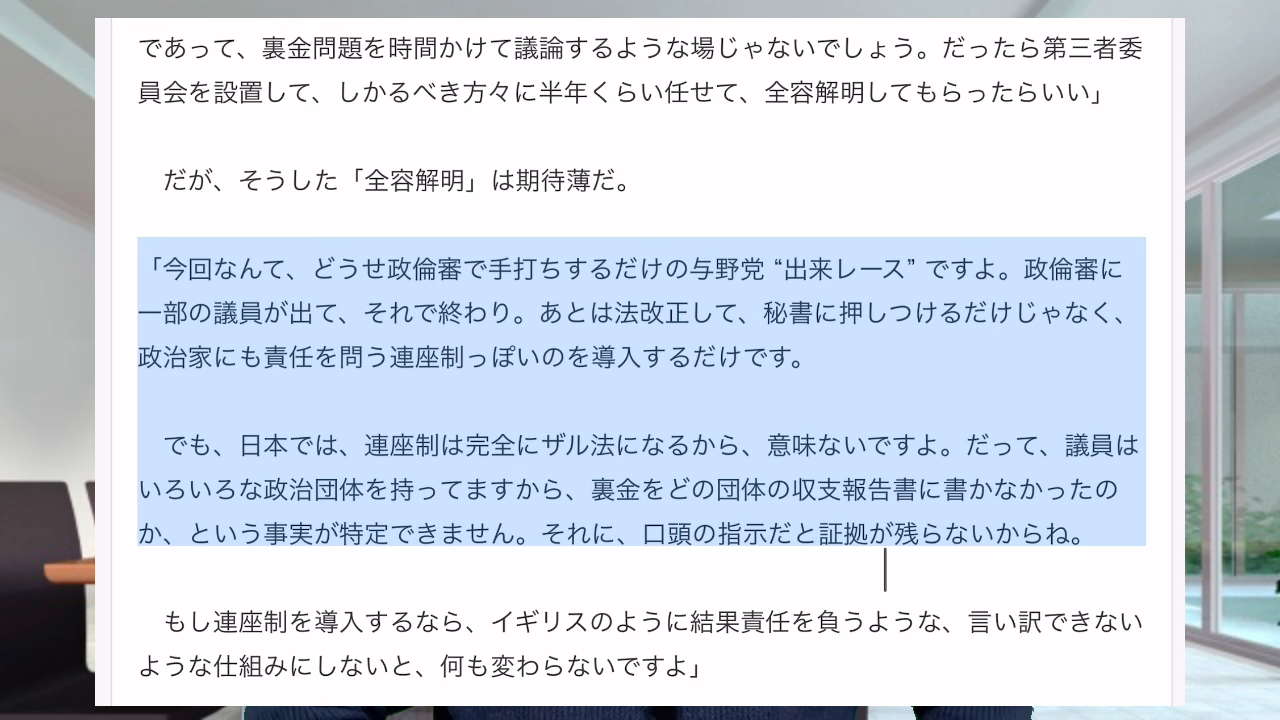 であって、裏金問題を時間かけて議論するような場じゃないでしょう。だったら第三者委
員会を設置して、しかるべき方々に半年くらい任せて、全容解明してもらったらいい」
だが、そうした「全容解明」は期待薄だ。
「今回なんて、どうせ政倫審で手打ちするだけの与野党 “出来レース” ですよ。政倫審に
一部の議員が出て、それで終わり。あとは法改正して、秘書に押しつけるだけじゃなく、
政治家にも責任を問う連座制っぽいのを導入するだけです。
でも、日本では、連座制は完全にザル法になるから、意味ないですよ。だって、議員は
いろいろな政治団体を持ってますから、裏金をどの団体の収支報告書に書かなかったの
か、という事実が特定できません。それに、口頭の指示だと証拠が残らないからね。
もし連座制を導入するなら、イギリスのように結果責任を負うような、言い訳できない
ような仕組みにしないと、何も変わらないですよ」